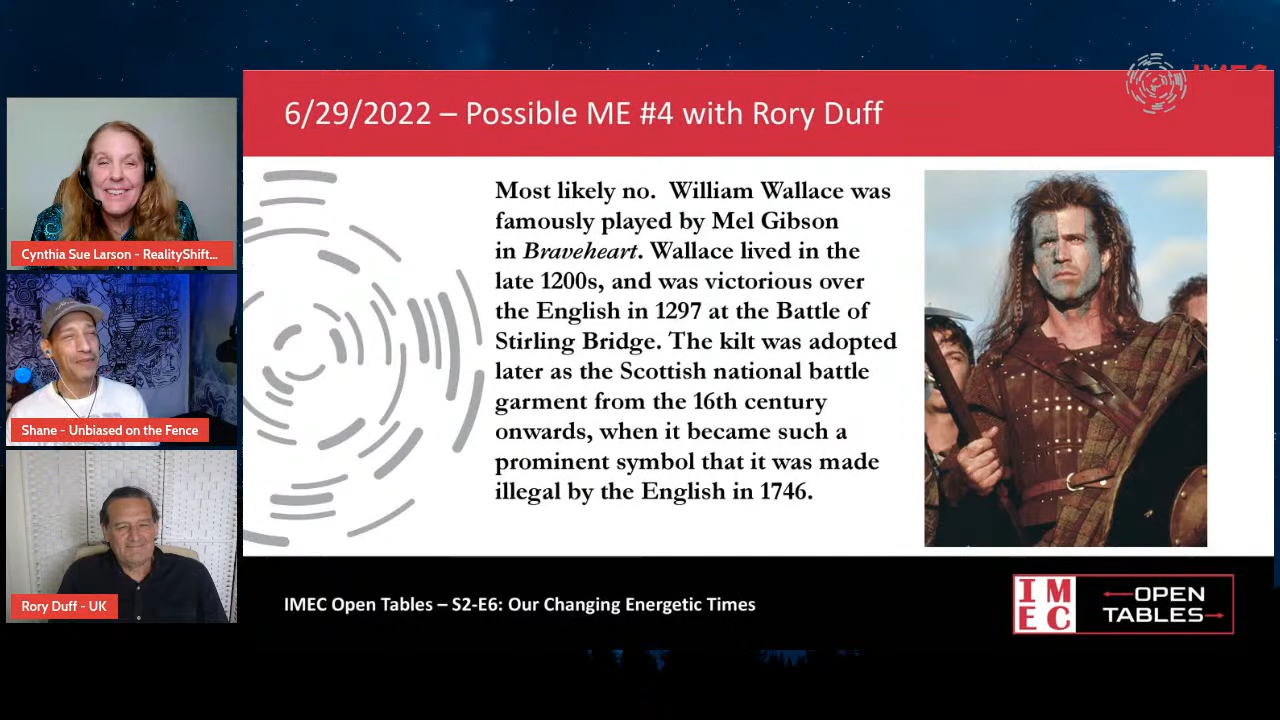 6/29/2022 – Possible ME #4 with Rory Duff
Most likely no. William Wallace was
famously played by Mel Gibson
in Braveheart. Wallace lived in the
late 1200s, and was victorious over
the English in 1297 at the Battle of
Stirling Bridge. The kilt was adopted
later as the Scottish national battle
garment from the 16th century
onwards, when it became such a
prominent symbol that it was made
illegal by the English in 1746.
Cynthia Sue Larson - RealityShift...
Shane - Unbiased on the Fence
Rory Duff - UK
IMEC Open Tables – S2-E6: Our Changing Energetic Times
IM
EC
OPEN
TABLES